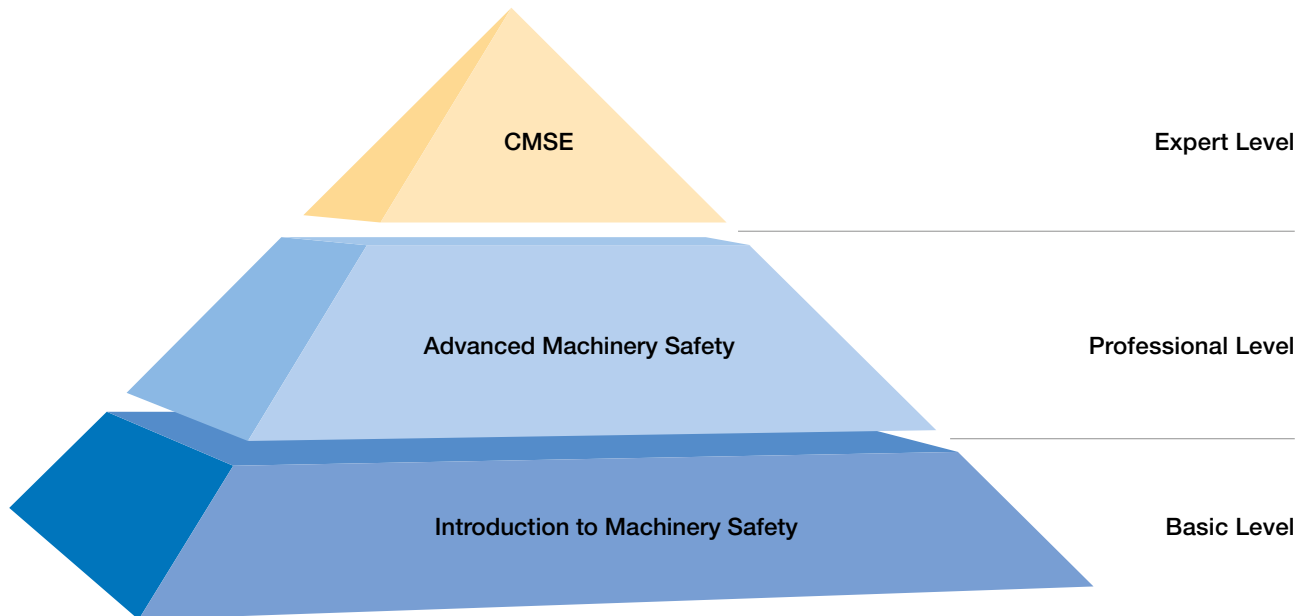 CMSE
Expert Level
Advanced Machinery Safety
Professional Level
Introduction to Machinery Safety
Basic Level